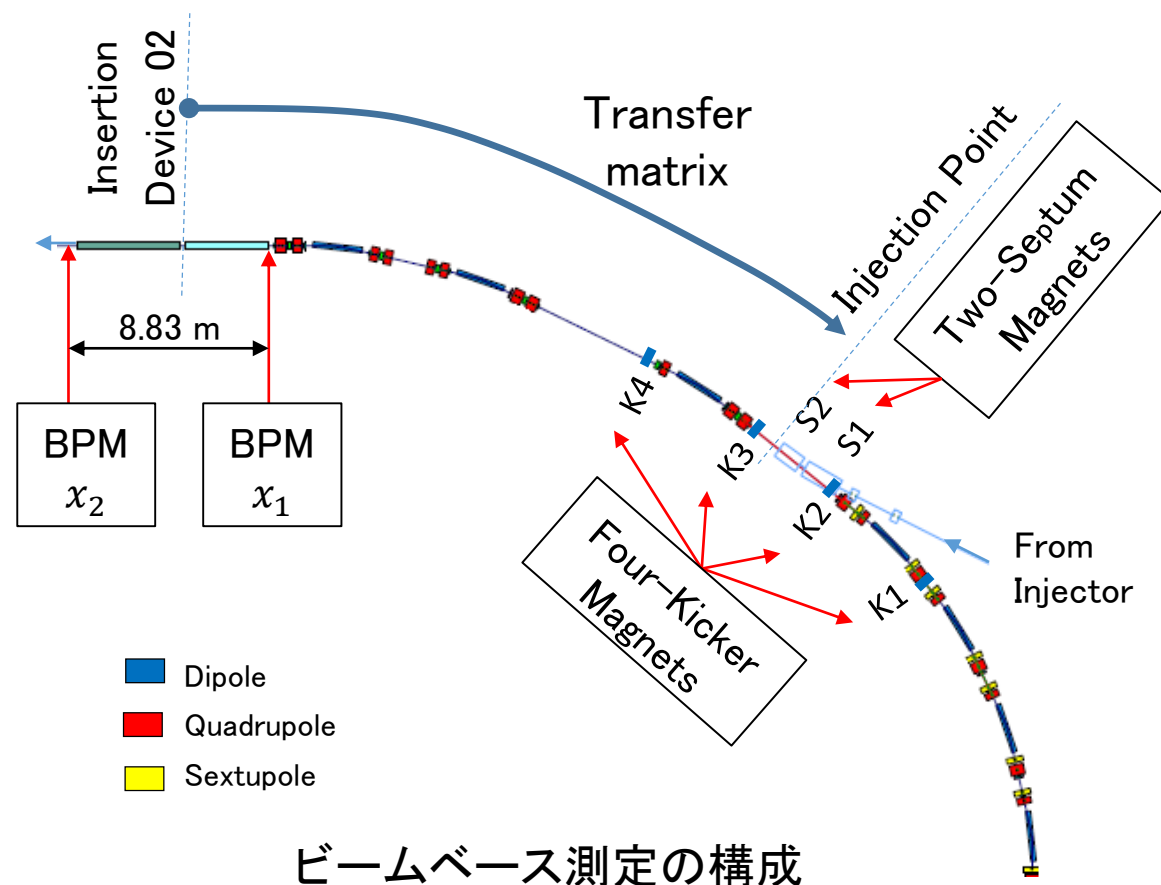 Insertion
Device 02
Transfer
matrix
Injection Point
Two-Septum
Magnets
8.83 m
BPM
x₂
BPM
x₁
K4
K3
S2
S1
K2
K1
Four-Kicker
Magnets
From
Injector
Dipole
Quadrupole
Sextupole
ビームベース測定の構成